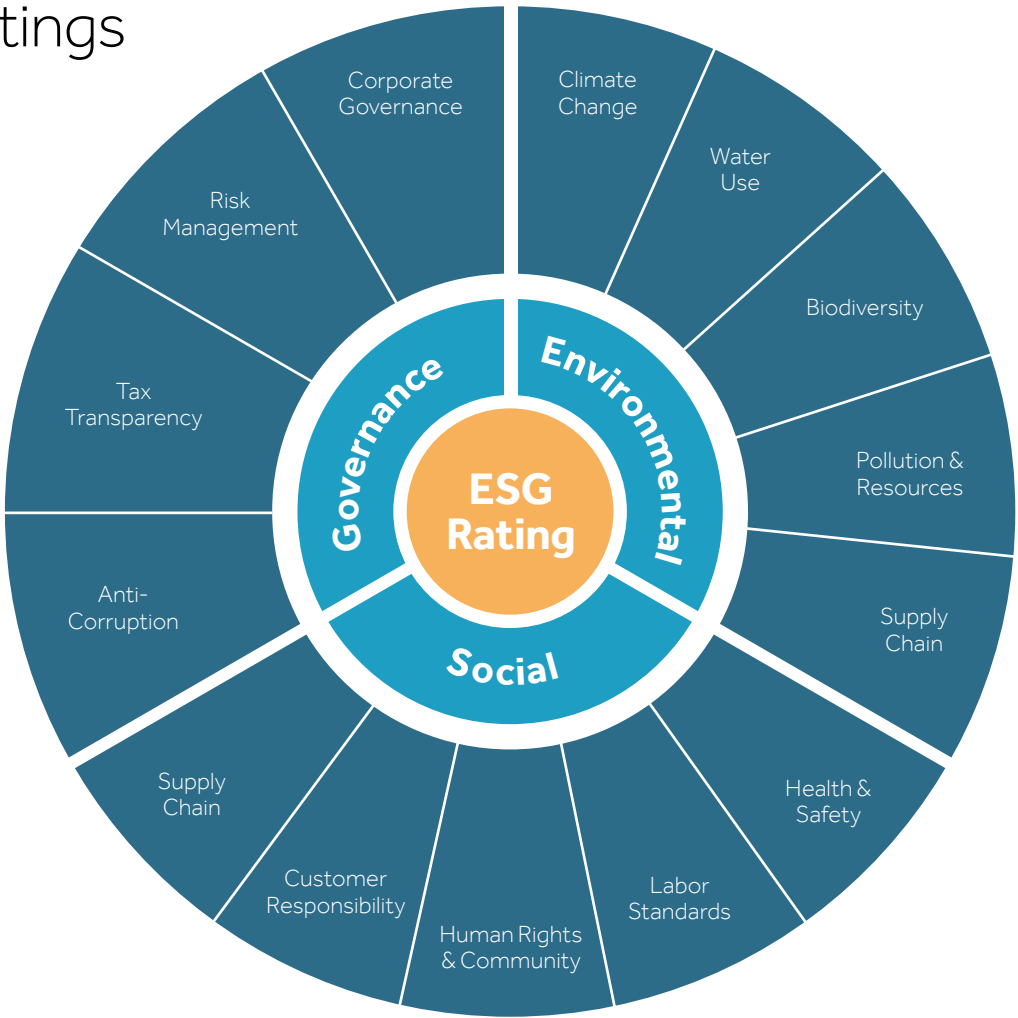 tings
Corporate
Governance
Climate
Change
Water
Use
Risk
Management
Biodiversity
Tax
Transparency
Pollution &
Resources
Anti-
Corruption
Supply
Chain
Supply
Chain
Health &
Safety
Customer
Responsibility
Labor
Standards
Human Rights
& Community
Governance
Environmental
Social
ESG
Rating